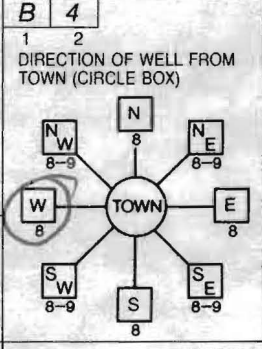 B 4
1 2
DIRECTION OF WELL FROM
TOWN (CIRCLE BOX)
N
8
NW
8-9
NE
8-9
W
8
TOWN
E
8
SW
8-9
SE
8-9
S
8